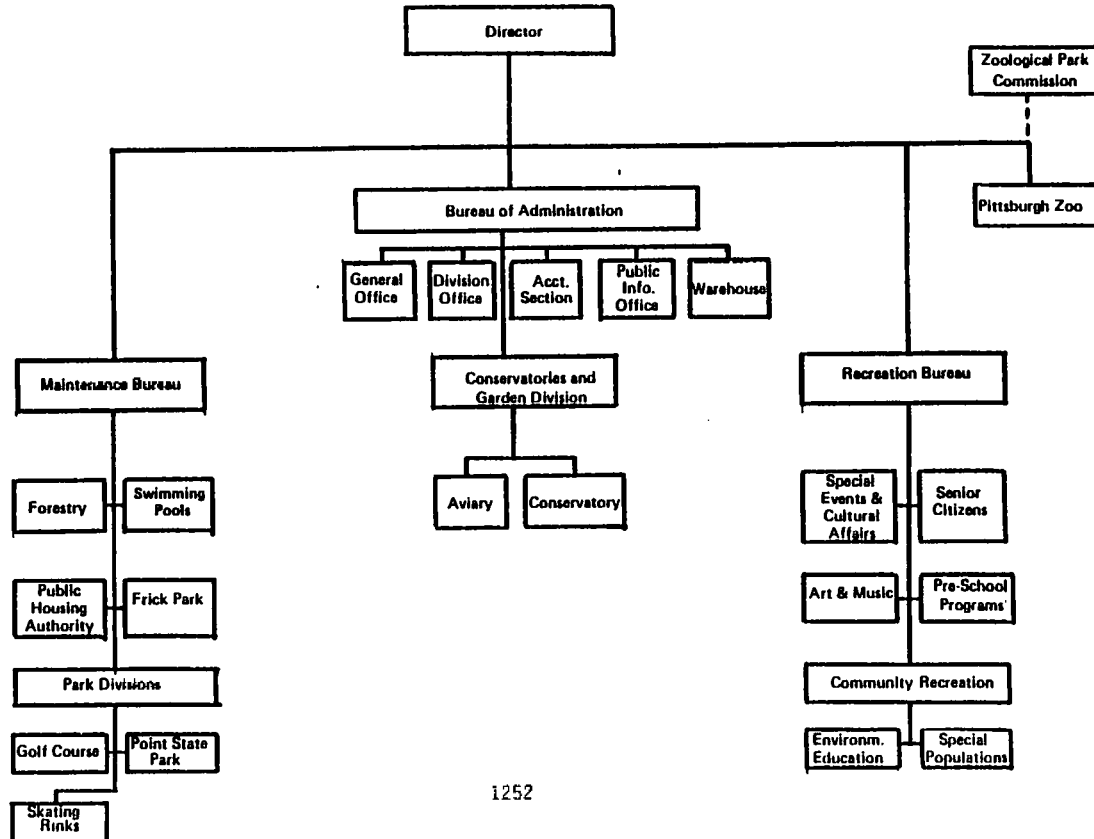 Director
Zoological Park
Commission
Pittsburgh Zoo
Bureau of Administration
General
Office
Division
Office
Acct.
Section
Public
Info.
Office
Warehouse
Maintenance Bureau
Conservatories and
Garden Division
Recreation Bureau
Forestry
Swimming
Pools
Aviary
Conservatory
Special
Events &
Cultural
Affairs
Senior
Citizens
Public
Housing
Authority
Frick Park
Art & Music
Pre-School
Programs
Park Divisions
Community Recreation
Golf Course
Point State
Park
Environm.
Education
Special
Populations
Skating
Rinks
1252